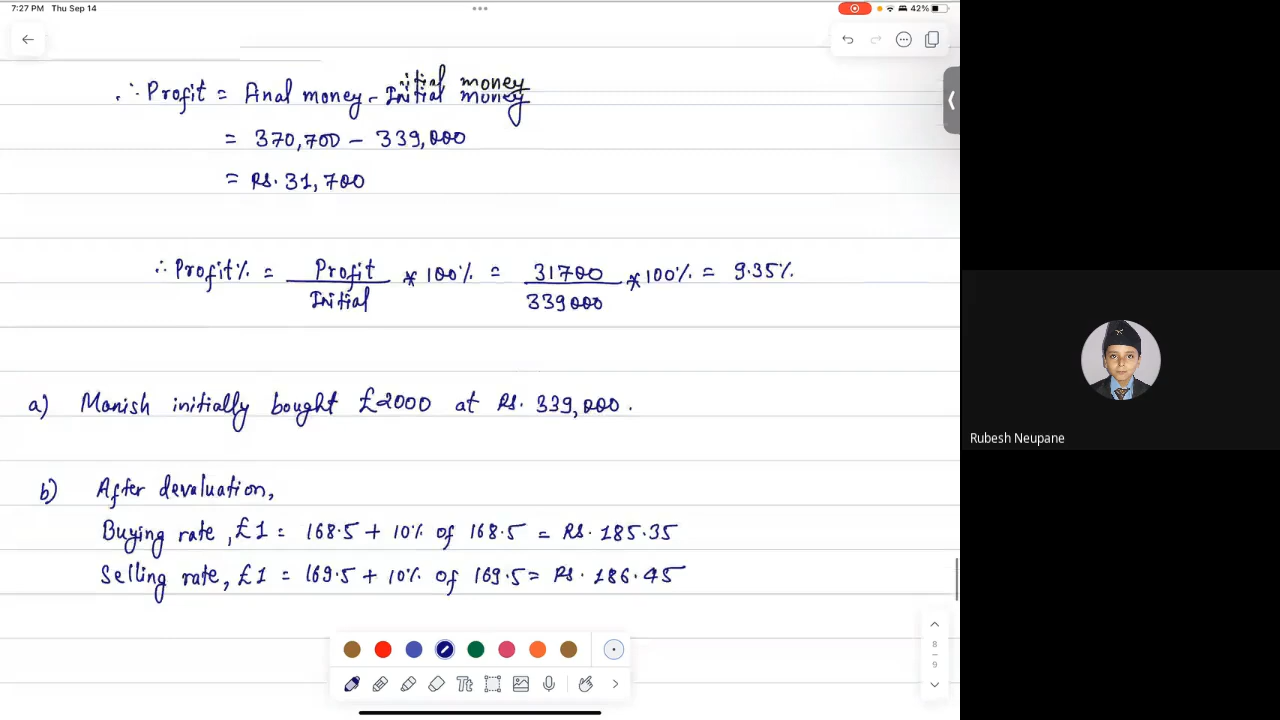 7:27 PM Thu Sep 14
42%
∴ Profit = Final money - Initial money
= 370,700 - 339,000
= Rs. 31,700
∴ Profit% = Profit/Initial * 100% = 31700/339000 * 100% = 9.35%
a) Manish initially bought £2000 at Rs. 339,000.
b) After devaluation,
Buying rate, £1 = 168.5 + 10% of 168.5 = Rs. 185.35
Selling rate, £1 = 169.5 + 10% of 169.5 = Rs. 186.45
Rubesh Neupane
Tt
8
9